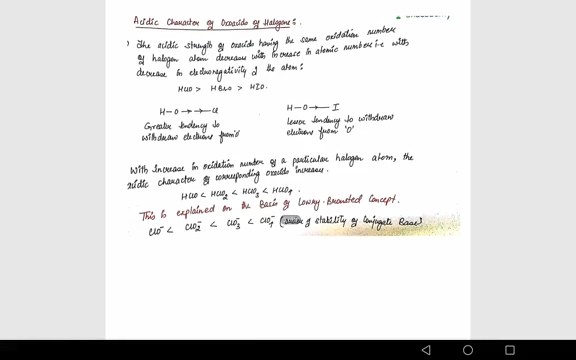 Acidic Character of Oxoacids of Halogens:
1) The acidic strength of oxoacids having the same oxidation number
of halogen atom decreases with increase in atomic number i.e with
decrease in electronegativity of the atom:
HClO > HBrO > HIO.
H-O→→Cl H-O→I
Greater tendency to Lesser tendency to withdraw
withdraw electrons from 'O' electrons from 'O'
With Increase in oxidation number of a particular halogen atom, the
acidic character of corresponding oxoacids increases.
HClO < HClO2 < HClO3 < HClO4.
This is explained on the Basis of Lowry-Bronsted Concept.
ClO⁻ < ClO2⁻ < ClO3⁻ < ClO4⁻ ( of stability of Conjugate Base)